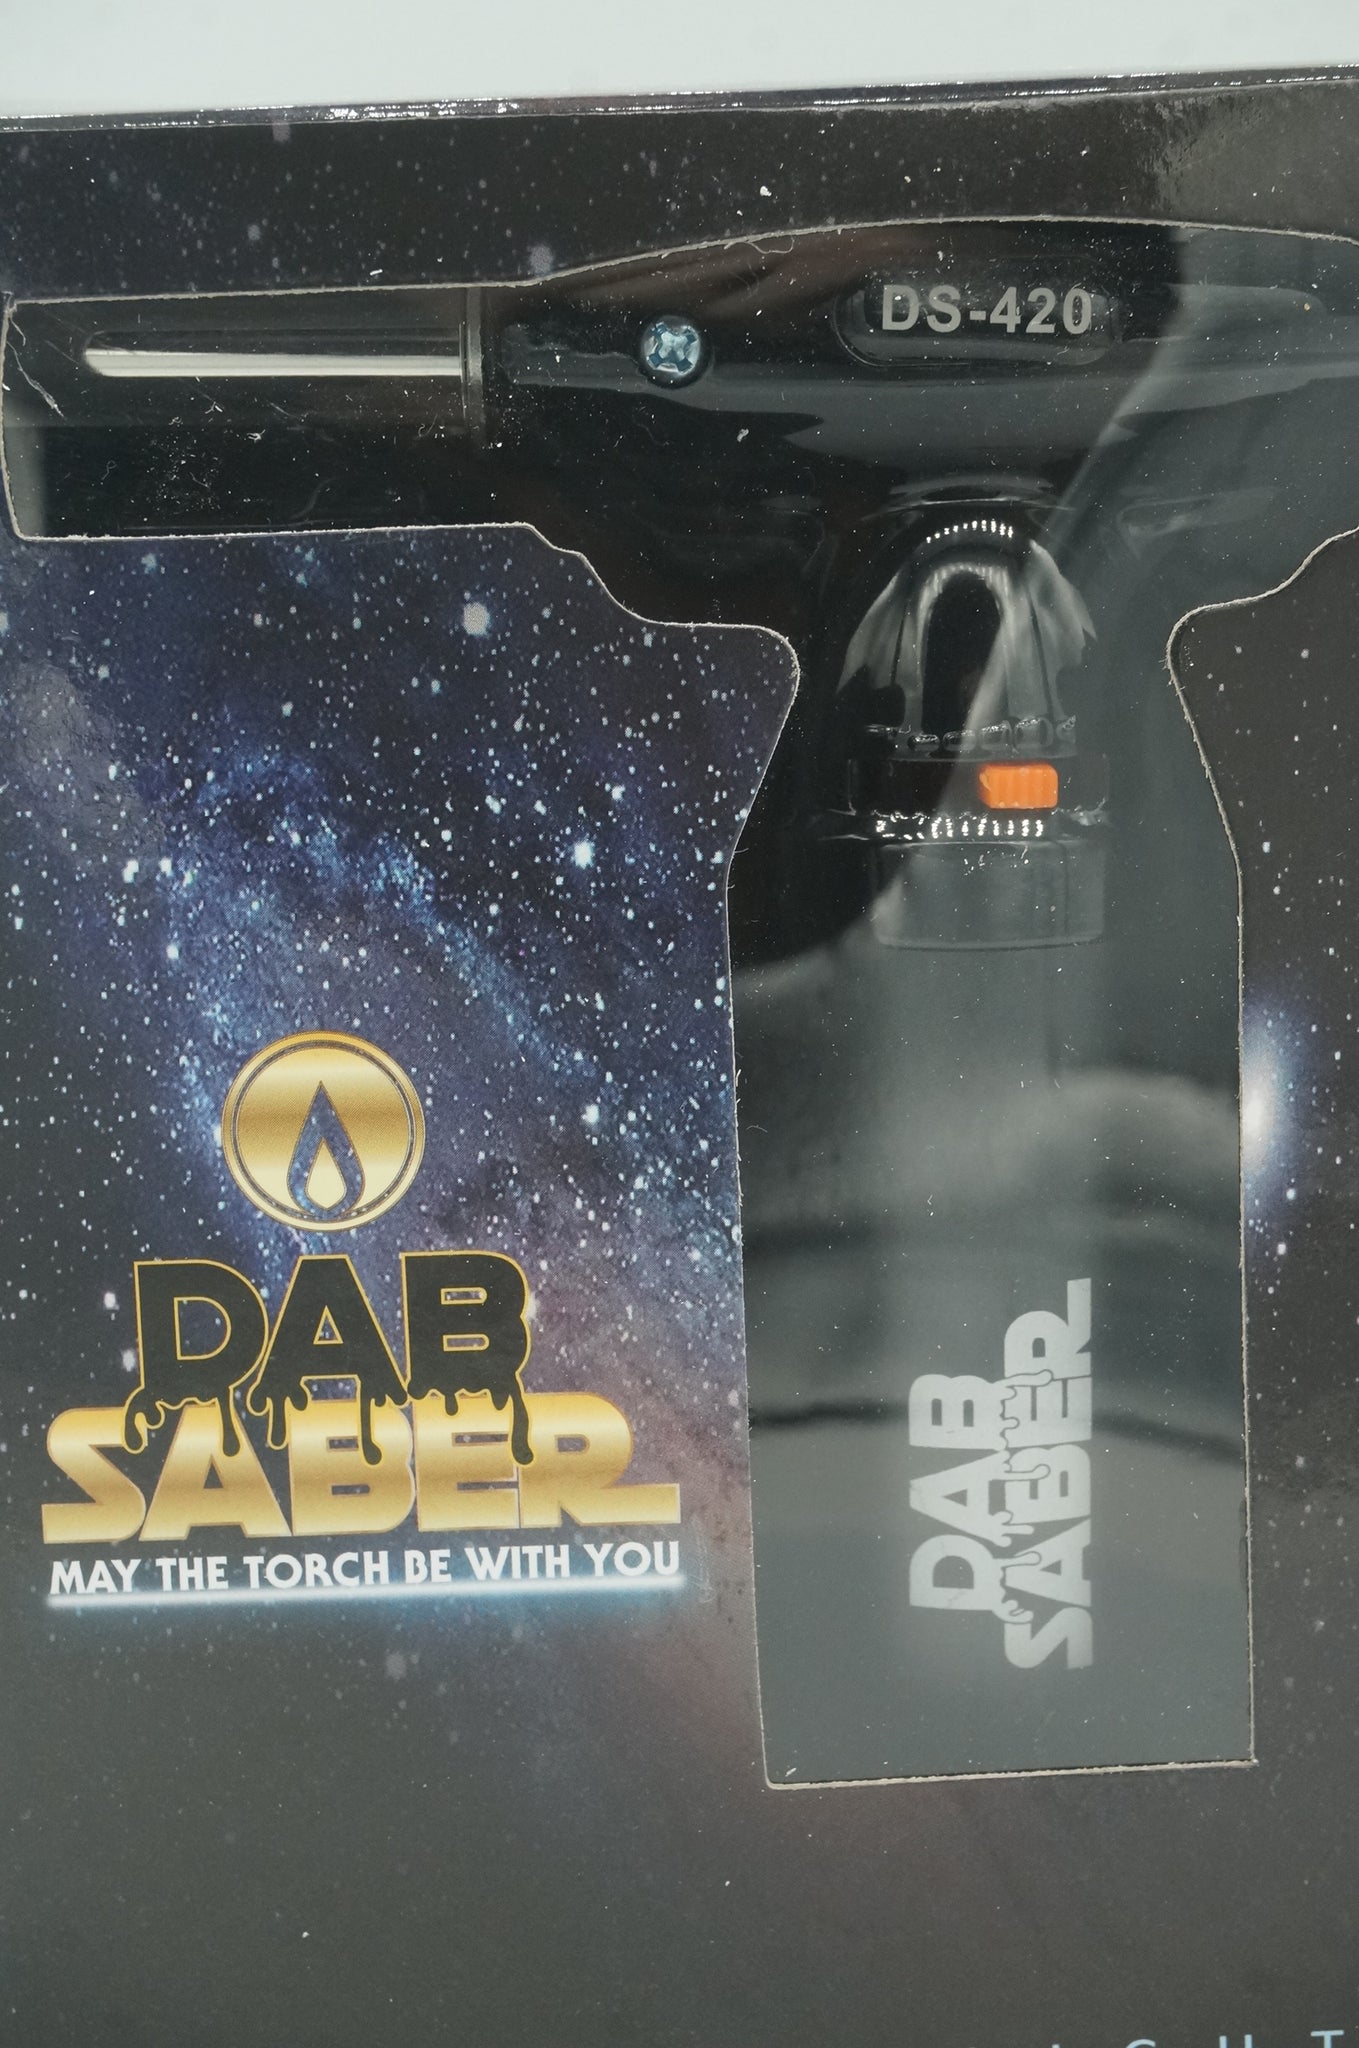 DS-420
DAB
SABER
MAY THE TORCH BE WITH YOU
DAB
SABER